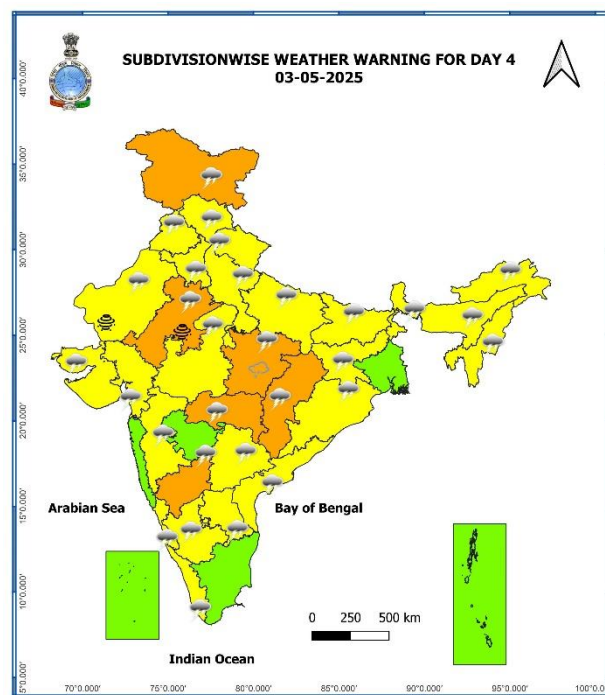 SUBDIVISIONWISE WEATHER WARNING FOR DAY 4
03-05-2025
40°0.000'
35°0.000'
30°0.000'
25°0.000'
20°0.000'
15°0.000'
10°0.000'
5°0.000'
Arabian Sea
Bay of Bengal
0 250 500 km
Indian Ocean
70°0.000' 75°0.000' 80°0.000' 85°0.000' 90°0.000' 95°0.000' 100°0.000